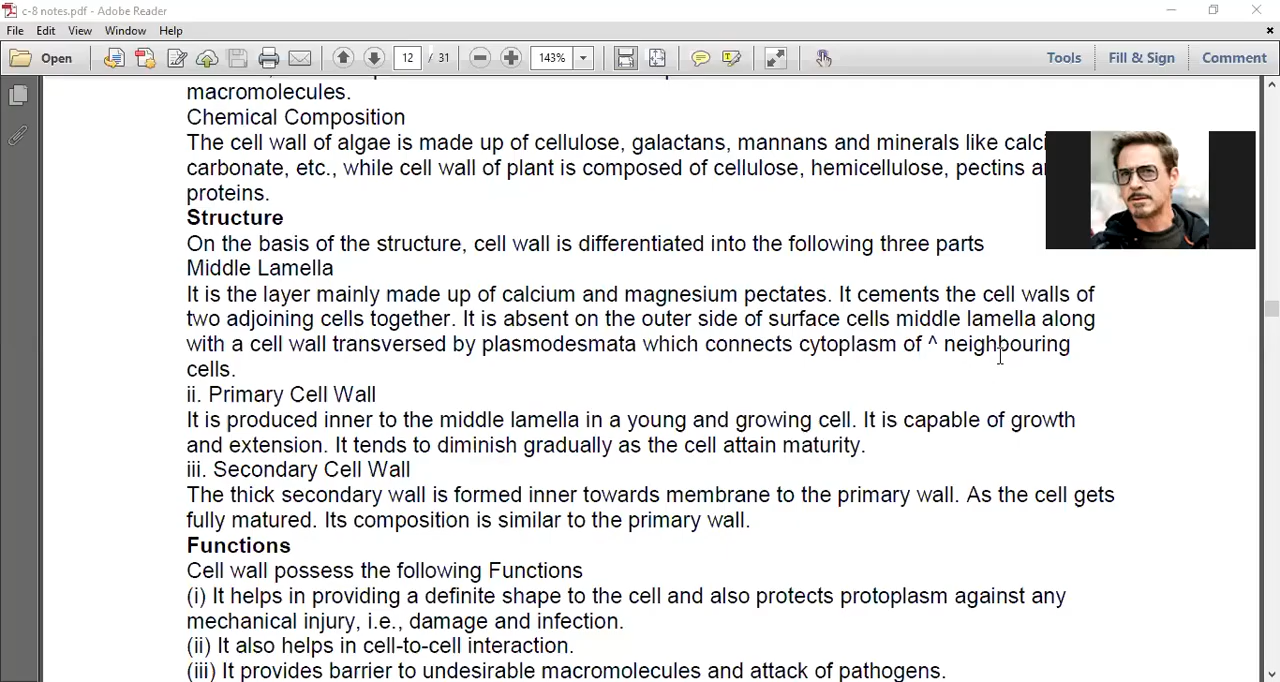 c-8 notes.pdf - Adobe Reader
File Edit View Window Help
Open 12 / 31 143% Tools Fill & Sign Comment
macromolecules.
Chemical Composition
The cell wall of algae is made up of cellulose, galactans, mannans and minerals like
carbonate, etc., while cell wall of plant is composed of cellulose, hemicellulose, pectins
proteins.
Structure
On the basis of the structure, cell wall is differentiated into the following three parts
Middle Lamella
It is the layer mainly made up of calcium and magnesium pectates. It cements the cell walls of
two adjoining cells together. It is absent on the outer side of surface cells middle lamella along
with a cell wall transversed by plasmodesmata which connects cytoplasm of ^ neighbouring
cells.
ii. Primary Cell Wall
It is produced inner to the middle lamella in a young and growing cell. It is capable of growth
and extension. It tends to diminish gradually as the cell attain maturity.
iii. Secondary Cell Wall
The thick secondary wall is formed inner towards membrane to the primary wall. As the cell gets
fully matured. Its composition is similar to the primary wall.
Functions
Cell wall possess the following Functions
(i) It helps in providing a definite shape to the cell and also protects protoplasm against any
mechanical injury, i.e., damage and infection.
(ii) It also helps in cell-to-cell interaction.
(iii) It provides barrier to undesirable macromolecules and attack of pathogens.